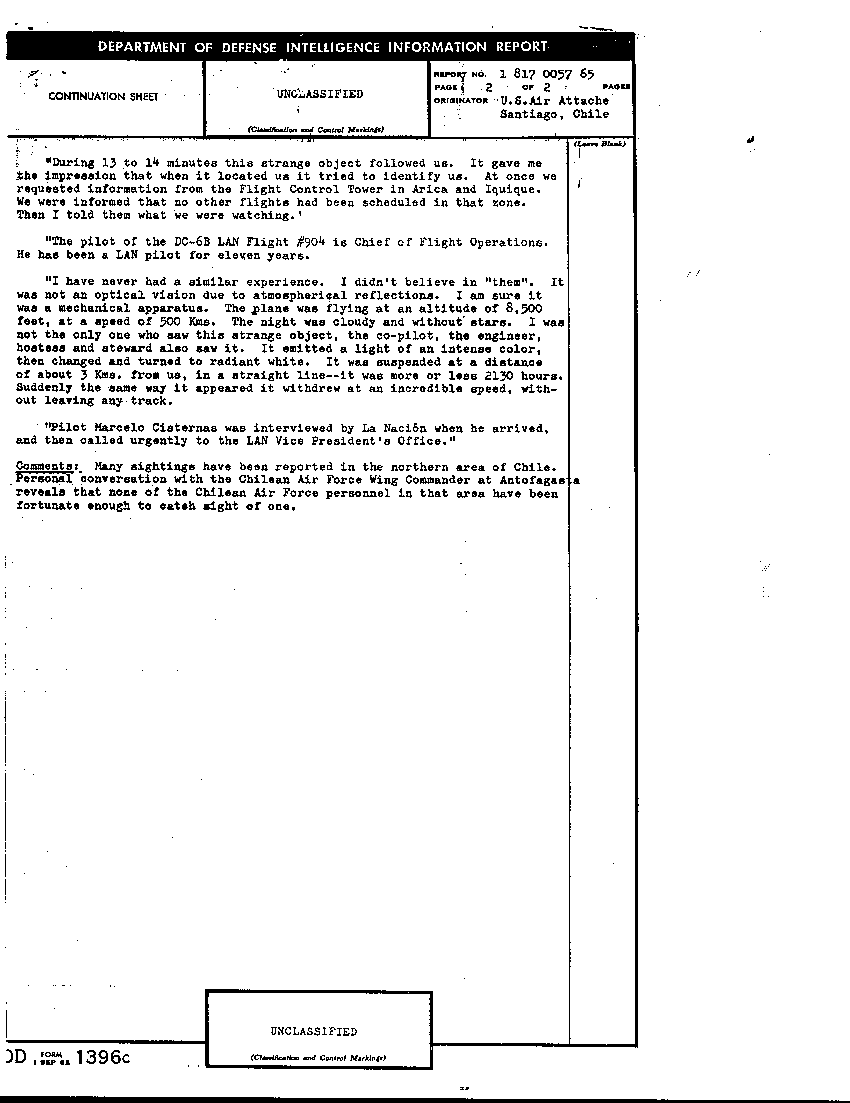 DEPARTMENT OF DEFENSE INTELLIGENCE INFORMATION REPORT
CONTINUATION SHEET
UNCLASSIFIED
(Classification and Control Markings)
REPORT NO. 1 817 0057 65
PAGE 2 OF 2 PAGES
ORIGINATOR U.S.Air Attache
Santiago, Chile
(Leave Blank)
"During 13 to 14 minutes this strange object followed us. It gave me
the impression that when it located us it tried to identify us. At once we
requested information from the Flight Control Tower in Arica and Iquique.
We were informed that no other flights had been scheduled in that zone.
Then I told them what we were watching.'
"The pilot of the DC-6B LAN Flight #904 is Chief of Flight Operations.
He has been a LAN pilot for eleven years.
"I have never had a similar experience. I didn't believe in "them". It
was not an optical vision due to atmospherical reflections. I am sure it
was a mechanical apparatus. The plane was flying at an altitude of 8,500
feet, at a speed of 500 Kms. The night was cloudy and without stars. I was
not the only one who saw this strange object, the co-pilot, the engineer,
hostess and steward also saw it. It emitted a light of an intense color,
then changed and turned to radiant white. It was suspended at a distance
of about 3 Kms. from us, in a straight line--it was more or less 2130 hours.
Suddenly the same way it appeared it withdrew at an incredible speed, with-
out leaving any track.
"Pilot Marcelo Cisternas was interviewed by La Nación when he arrived,
and then called urgently to the LAN Vice President's Office."
Comments: Many sightings have been reported in the northern area of Chile.
Personal conversation with the Chilean Air Force Wing Commander at Antofagasta
reveals that none of the Chilean Air Force personnel in that area have been
fortunate enough to catch sight of one.
UNCLASSIFIED
(Classification and Control Markings)
DD FORM 1396c